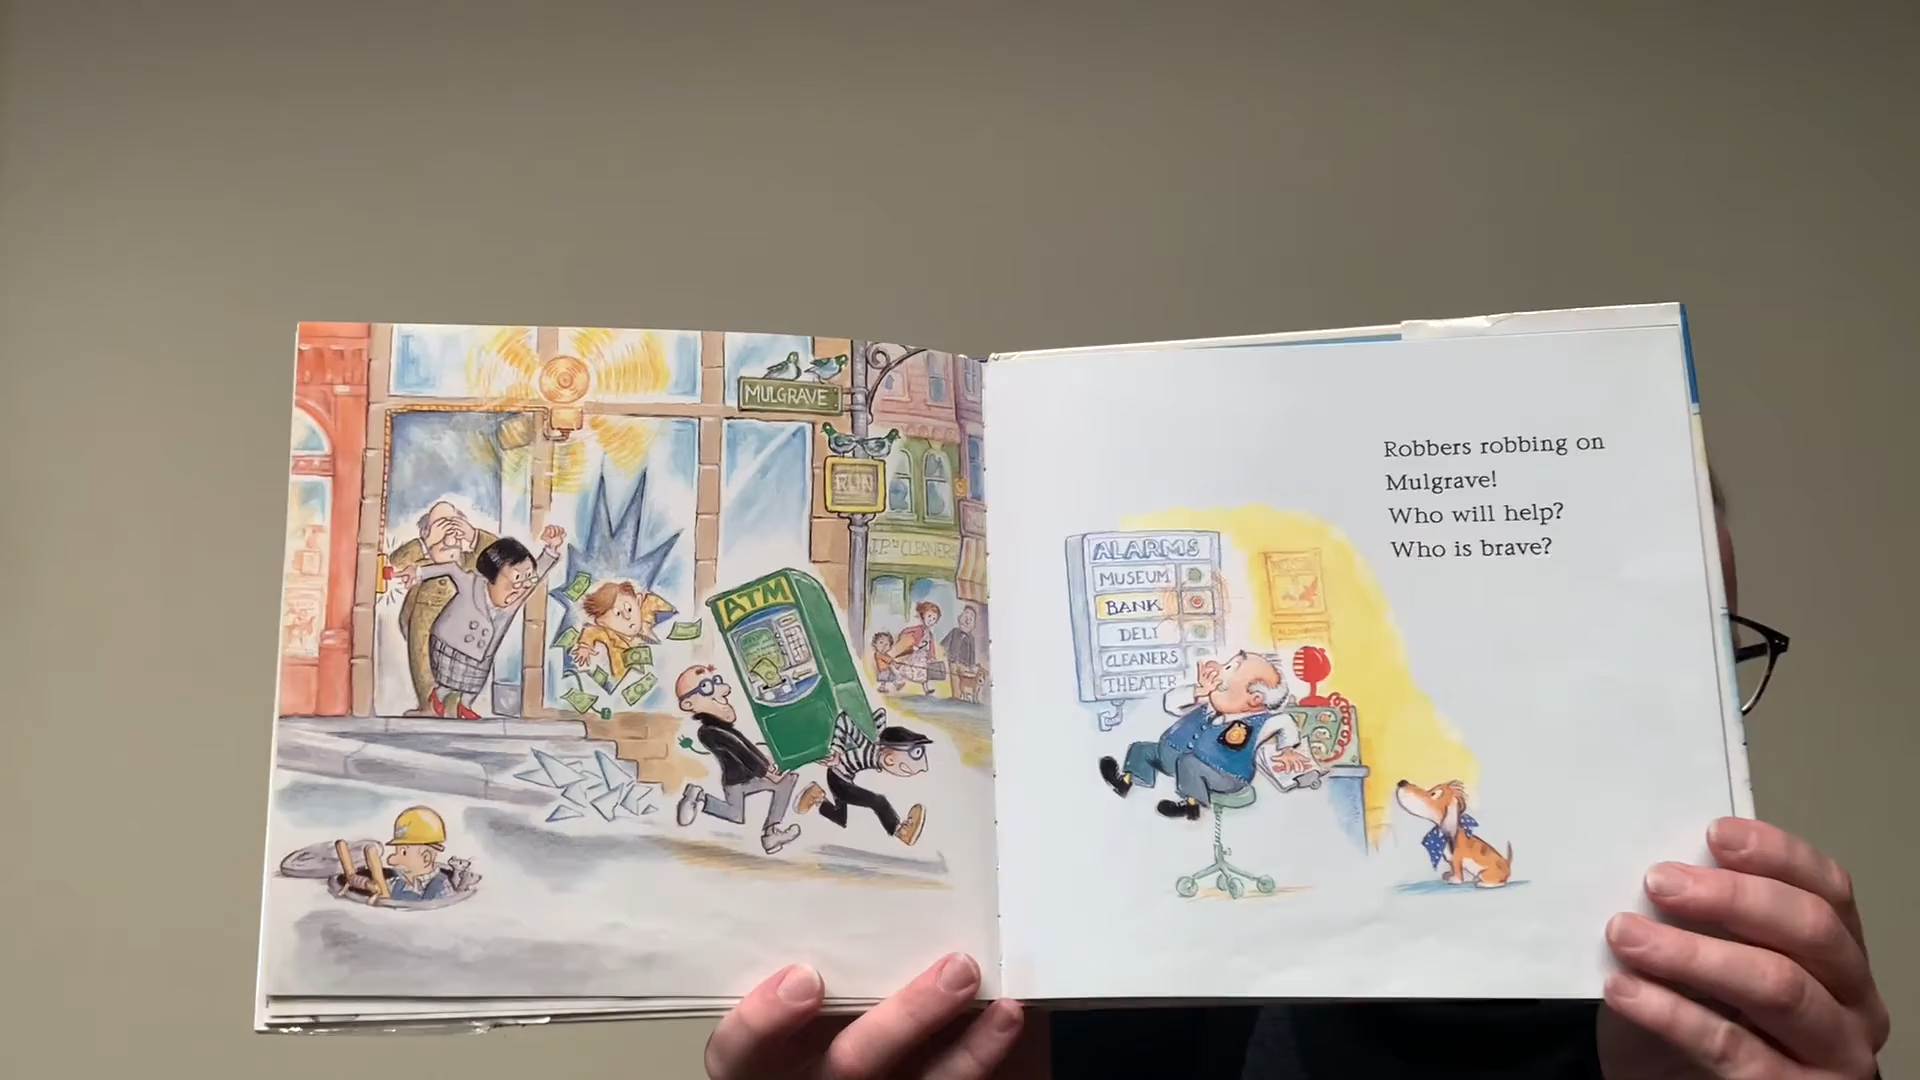 MULGRAVE
RUN
J.P.'S CLEANERS
ATM
Robbers robbing on
Mulgrave!
Who will help?
Who is brave?
ALARMS
MUSEUM
BANK
DELY
CLEANERS
THEATER